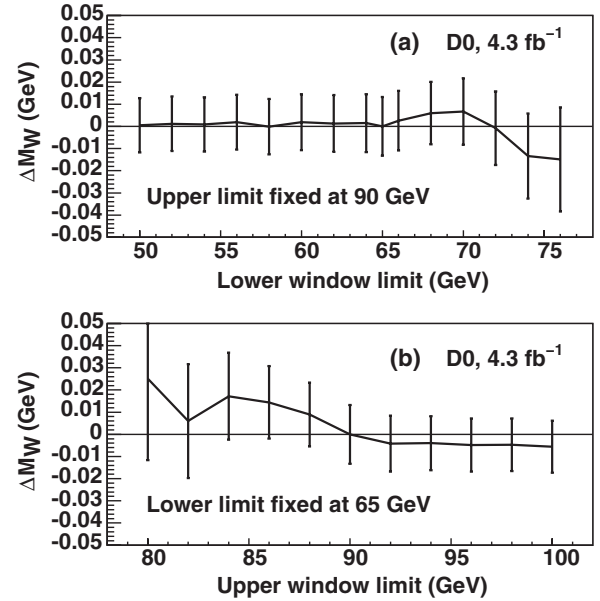 0.05
0.04
0.03
0.02
0.01
0
-0.01
-0.02
-0.03
-0.04
-0.05
ΔM_W (GeV)
(a) D0, 4.3 fb⁻¹
Upper limit fixed at 90 GeV
50 55 60 65 70 75
Lower window limit (GeV)
0.05
0.04
0.03
0.02
0.01
0
-0.01
-0.02
-0.03
-0.04
-0.05
ΔM_W (GeV)
(b) D0, 4.3 fb⁻¹
Lower limit fixed at 65 GeV
80 85 90 95 100
Upper window limit (GeV)